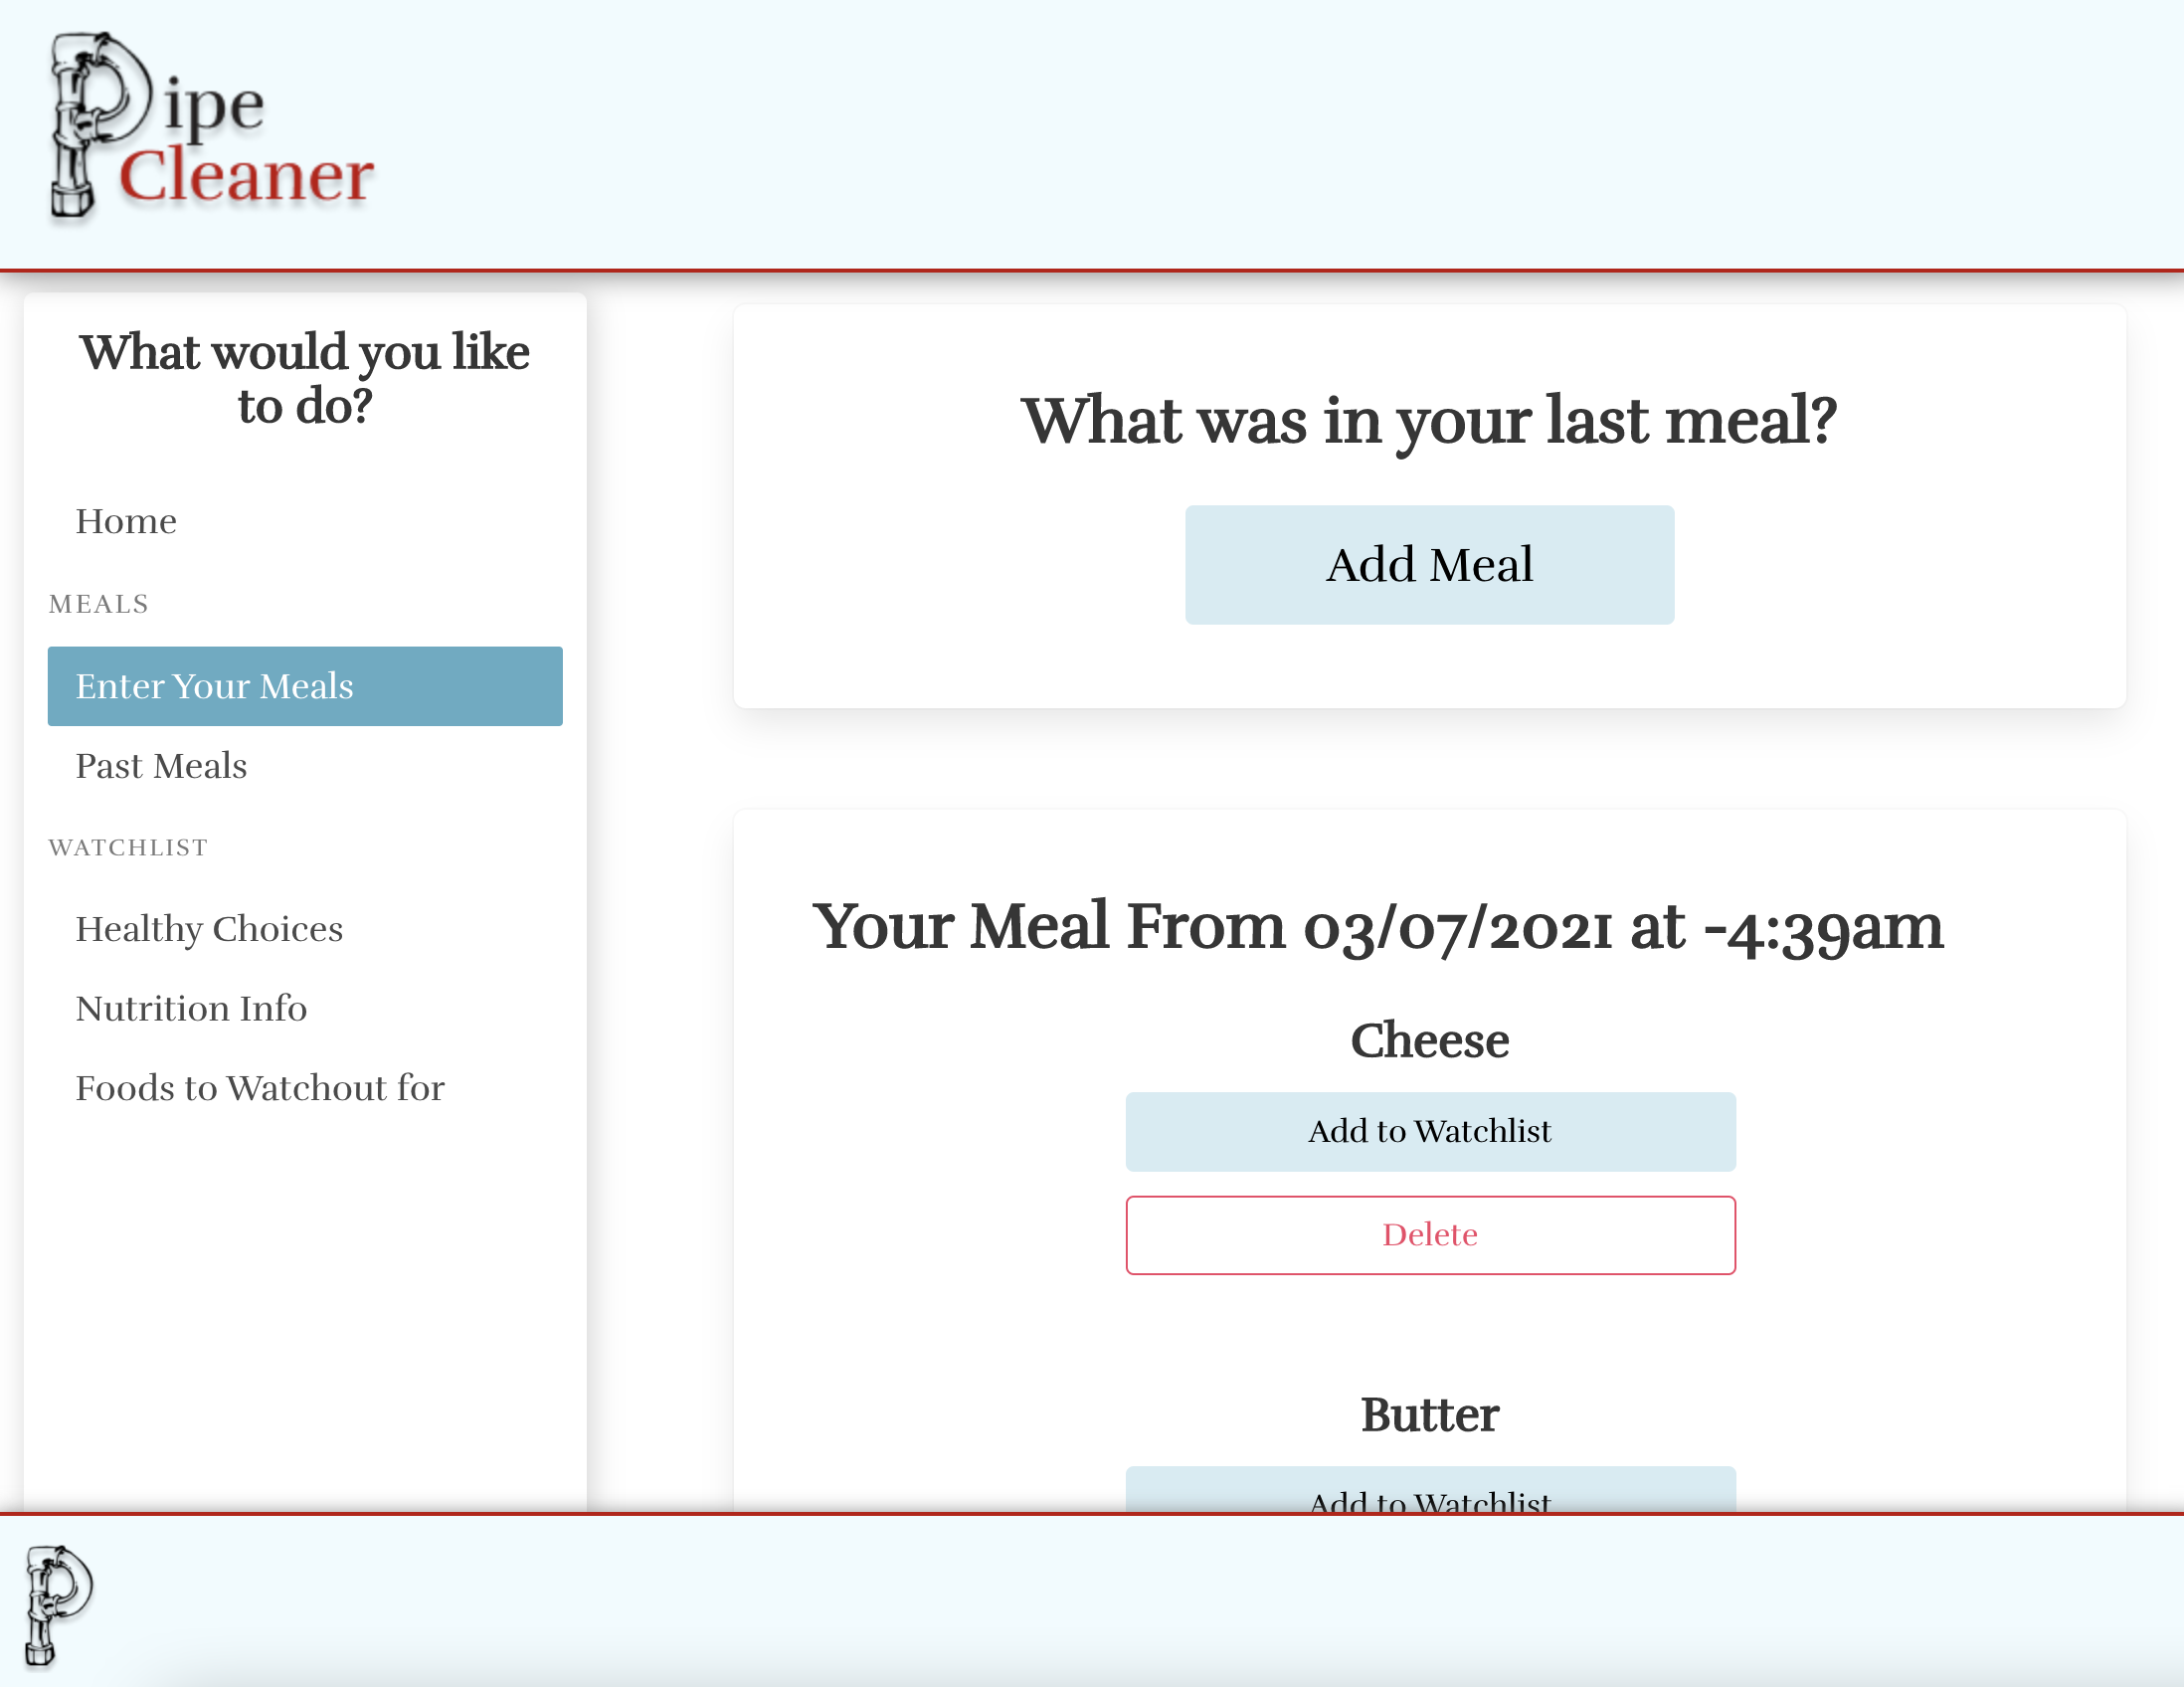 Pipe
Cleaner
What would you like
to do?
Home
MEALS
Enter Your Meals
Past Meals
WATCHLIST
Healthy Choices
Nutrition Info
Foods to Watchout for
What was in your last meal?
Add Meal
Your Meal From 03/07/2021 at -4:39am
Cheese
Add to Watchlist
Delete
Butter
Add to Watchlist
P